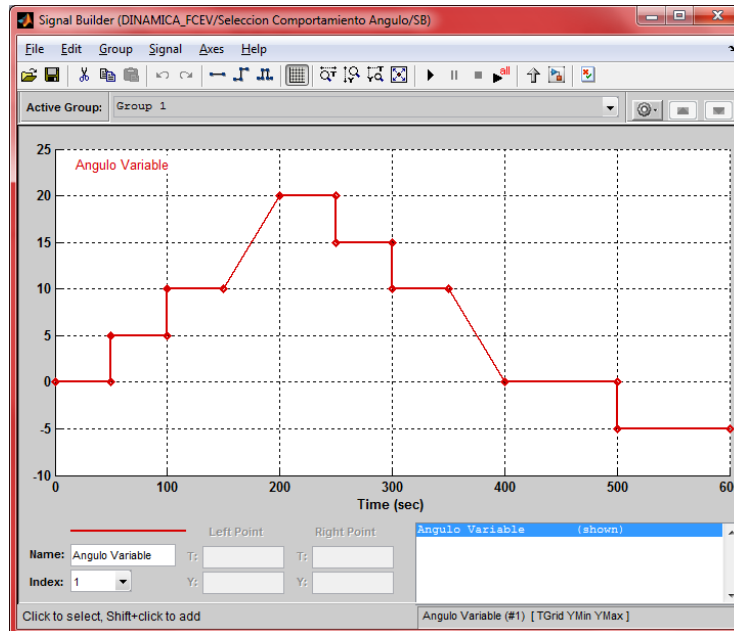 Signal Builder (DINAMICA_FCEV/Seleccion Comportamiento Angulo/SB)
File Edit Group Signal Axes Help
all
Active Group: Group 1
Angulo Variable
25
20
15
10
5
0
-5
-10
0 100 200 300 400 500 600
Time (sec)
Left Point Right Point
Angulo Variable (shown)
Name: Angulo Variable T: T:
Index: 1 Y: Y:
Click to select, Shift+click to add
Angulo Variable (#1) [ TGrid YMin YMax ]